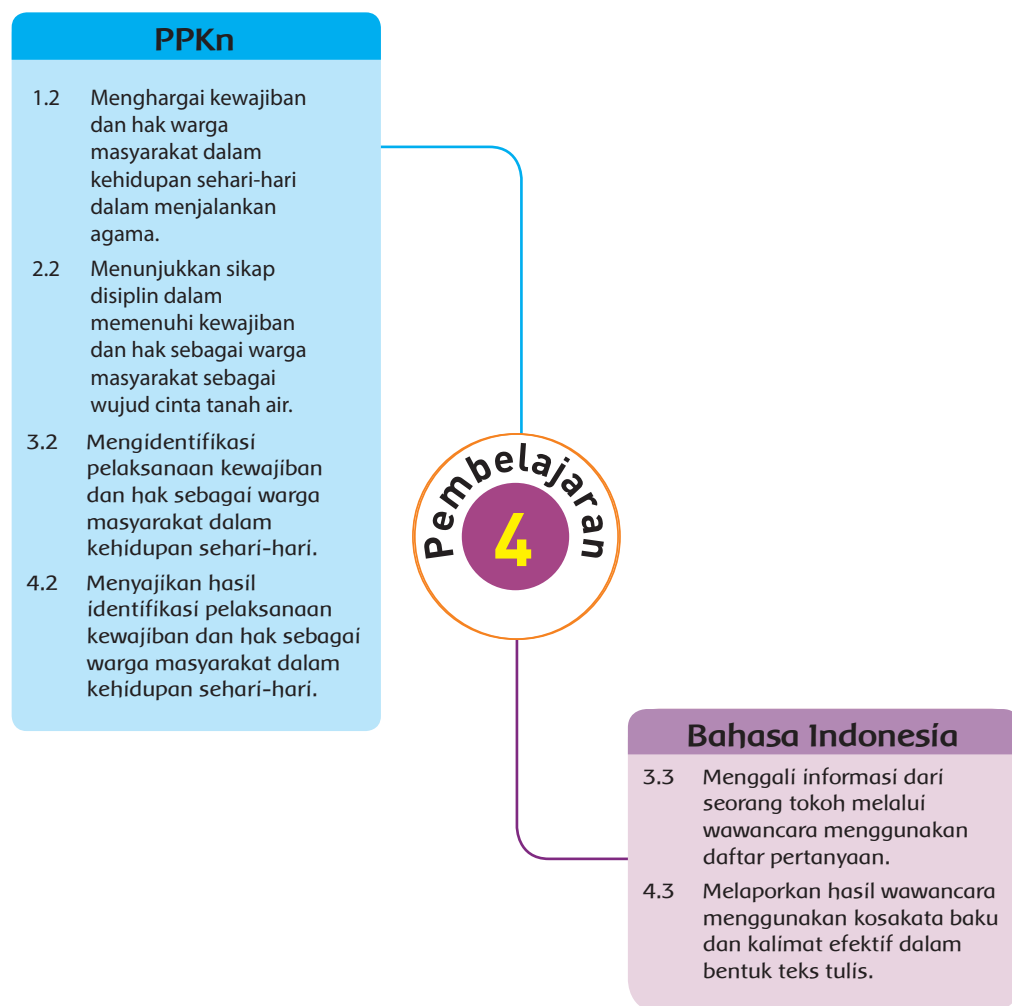 PPKn
1.2 Menghargai kewajiban
dan hak warga
masyarakat dalam
kehidupan sehari-hari
dalam menjalankan
agama.
2.2 Menunjukkan sikap
disiplin dalam
memenuhi kewajiban
dan hak sebagai warga
masyarakat sebagai
wujud cinta tanah air.
3.2 Mengidentifikasi
pelaksanaan kewajiban
dan hak sebagai warga
masyarakat dalam
kehidupan sehari-hari.
4.2 Menyajikan hasil
identifikasi pelaksanaan
kewajiban dan hak sebagai
warga masyarakat dalam
kehidupan sehari-hari.
Pembelajaran
4
Bahasa Indonesia
3.3 Menggali informasi dari
seorang tokoh melalui
wawancara menggunakan
daftar pertanyaan.
4.3 Melaporkan hasil wawancara
menggunakan kosakata baku
dan kalimat efektif dalam
bentuk teks tulis.